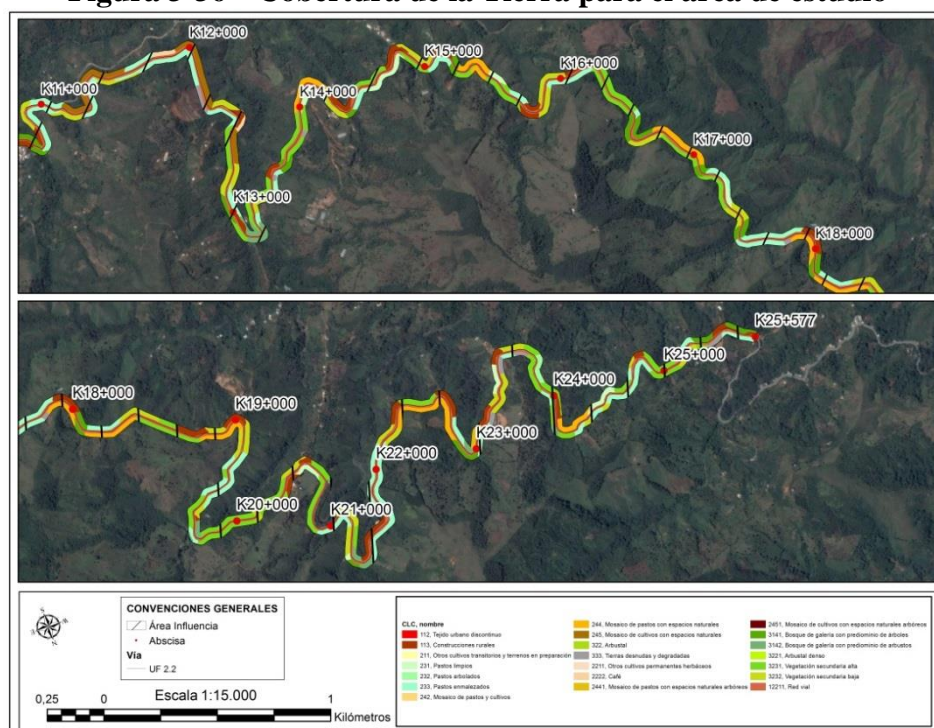 Figura 3-30 Cobertura de la Tierra para el área de estudio
K11+000
K12+000
K13+000
K14+000
K15+000
K16+000
K17+000
K18+000
K18+000
K19+000
K20+000
K21+000
K22+000
K23+000
K24+000
K25+000
K25+577
CONVENCIONES GENERALES
Área Influencia
Abscisa
Vía
UF 2.2
Escala 1:15.000
0,25 0 1
Kilómetros
CLC, nombre
112, Tejido urbano discontinuo
113, Construcciones rurales
211, Otros cultivos transitorios y terrenos en preparación
231, Pastos limpios
232, Pastos arbolados
233, Pastos enmalezados
242, Mosaico de pastos y cultivos
244, Mosaico de pastos con espacios naturales
245, Mosaico de cultivos con espacios naturales
322, Arbustal
333, Tierras desnudas y degradadas
2211, Otros cultivos permanentes herbáceos
2222, Café
2441, Mosaico de pastos con espacios naturales arbóreos
2451, Mosaico de cultivos con espacios naturales arbóreos
3141, Bosque de galería con predominio de árboles
3142, Bosque de galería con predominio de arbustos
3221, Arbustal denso
3231, Vegetación secundaria alta
3232, Vegetación secundaria baja
12211, Red vial